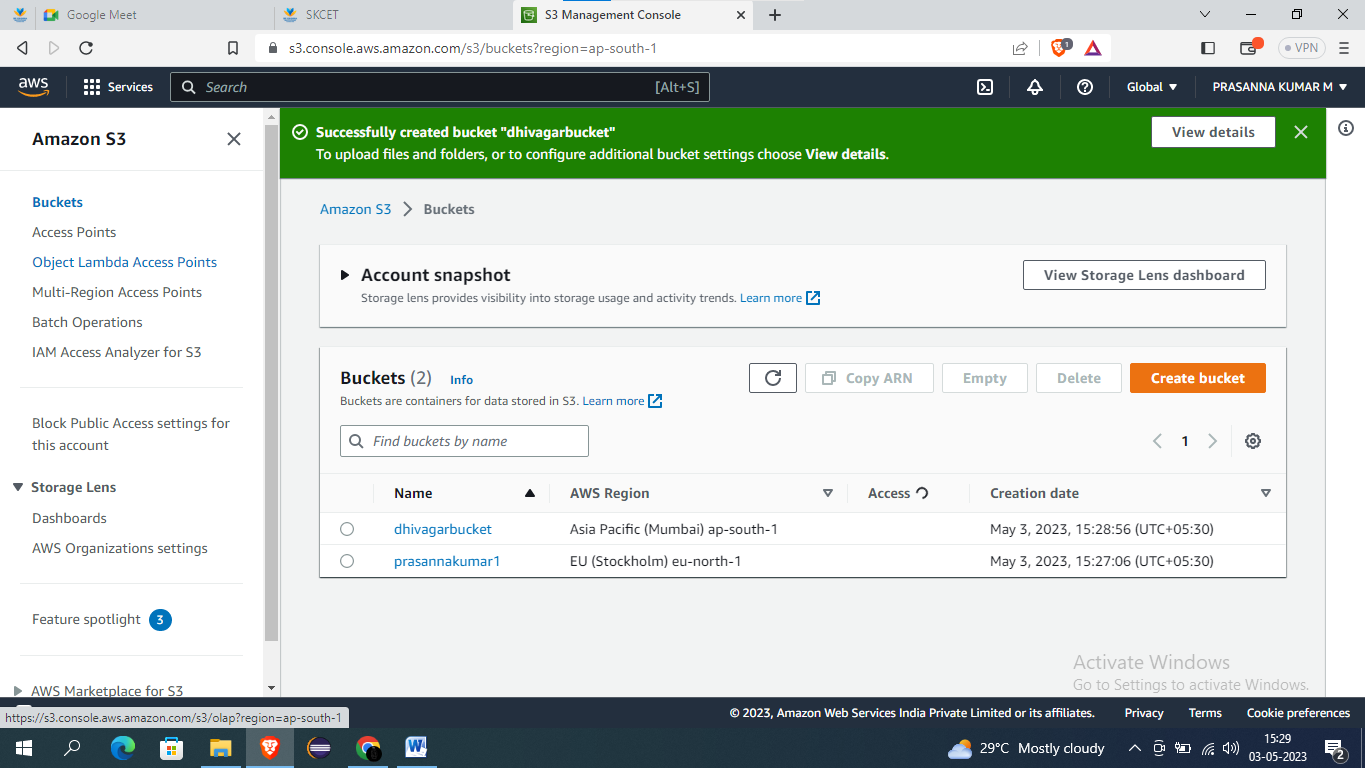 Google Meet
SKCET
S3 Management Console
s3.console.aws.amazon.com/s3/buckets?region=ap-south-1
1
VPN
aws
Services
Search
[Alt+S]
Global
PRASANNA KUMAR M
Amazon S3
Buckets
Access Points
Object Lambda Access Points
Multi-Region Access Points
Batch Operations
IAM Access Analyzer for S3
Block Public Access settings for
this account
Storage Lens
Dashboards
AWS Organizations settings
Feature spotlight 3
AWS Marketplace for S3
Successfully created bucket "dhivagarbucket"
To upload files and folders, or to configure additional bucket settings choose View details.
View details
Amazon S3 > Buckets
Account snapshot
Storage lens provides visibility into storage usage and activity trends. Learn more
View Storage Lens dashboard
Buckets (2) Info
Buckets are containers for data stored in S3. Learn more
Copy ARN
Empty
Delete
Create bucket
Find buckets by name
1
Name AWS Region Access Creation date
dhivagarbucket Asia Pacific (Mumbai) ap-south-1 May 3, 2023, 15:28:56 (UTC+05:30)
prasannakumar1 EU (Stockholm) eu-north-1 May 3, 2023, 15:27:06 (UTC+05:30)
Activate Windows
Go to Settings to activate Windows.
https://s3.console.aws.amazon.com/s3/olap?region=ap-south-1
© 2023, Amazon Web Services India Private Limited or its affiliates. Privacy Terms Cookie preferences
29°C Mostly cloudy
15:29
03-05-2023
2